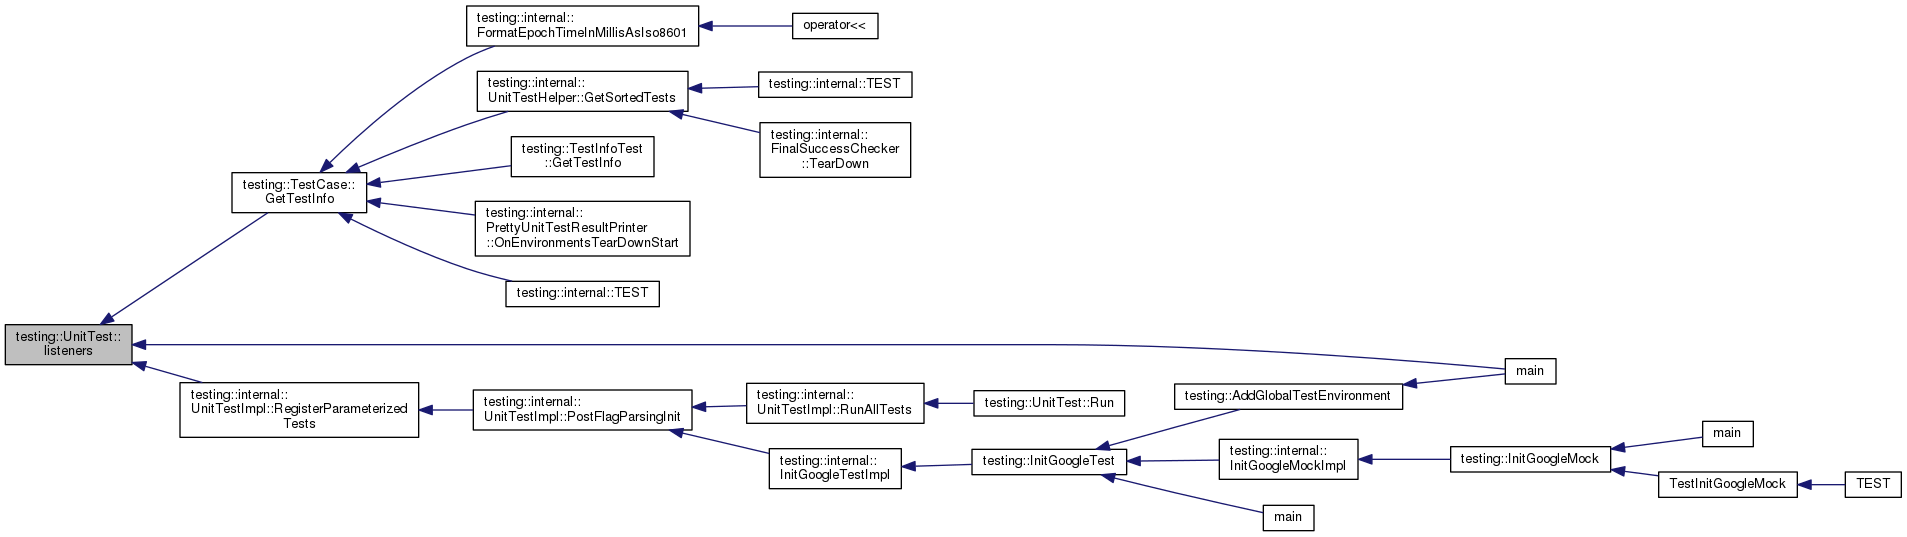 testing::internal::
FormatEpochTimeInMillisAsIso8601
operator<<
testing::internal::
UnitTestHelper::GetSortedTests
testing::internal::TEST
testing::internal::
FinalSuccessChecker
::TearDown
testing::TestInfoTest
::GetTestInfo
testing::TestCase::
GetTestInfo
testing::internal::
PrettyUnitTestResultPrinter
::OnEnvironmentsTearDownStart
testing::internal::TEST
testing::UnitTest::
listeners
main
testing::internal::
UnitTestImpl::RegisterParameterized
Tests
testing::internal::
UnitTestImpl::PostFlagParsingInit
testing::internal::
UnitTestImpl::RunAllTests
testing::UnitTest::Run
testing::AddGlobalTestEnvironment
testing::internal::
InitGoogleTestImpl
testing::InitGoogleTest
testing::internal::
InitGoogleMockImpl
testing::InitGoogleMock
main
TestInitGoogleMock
TEST
main